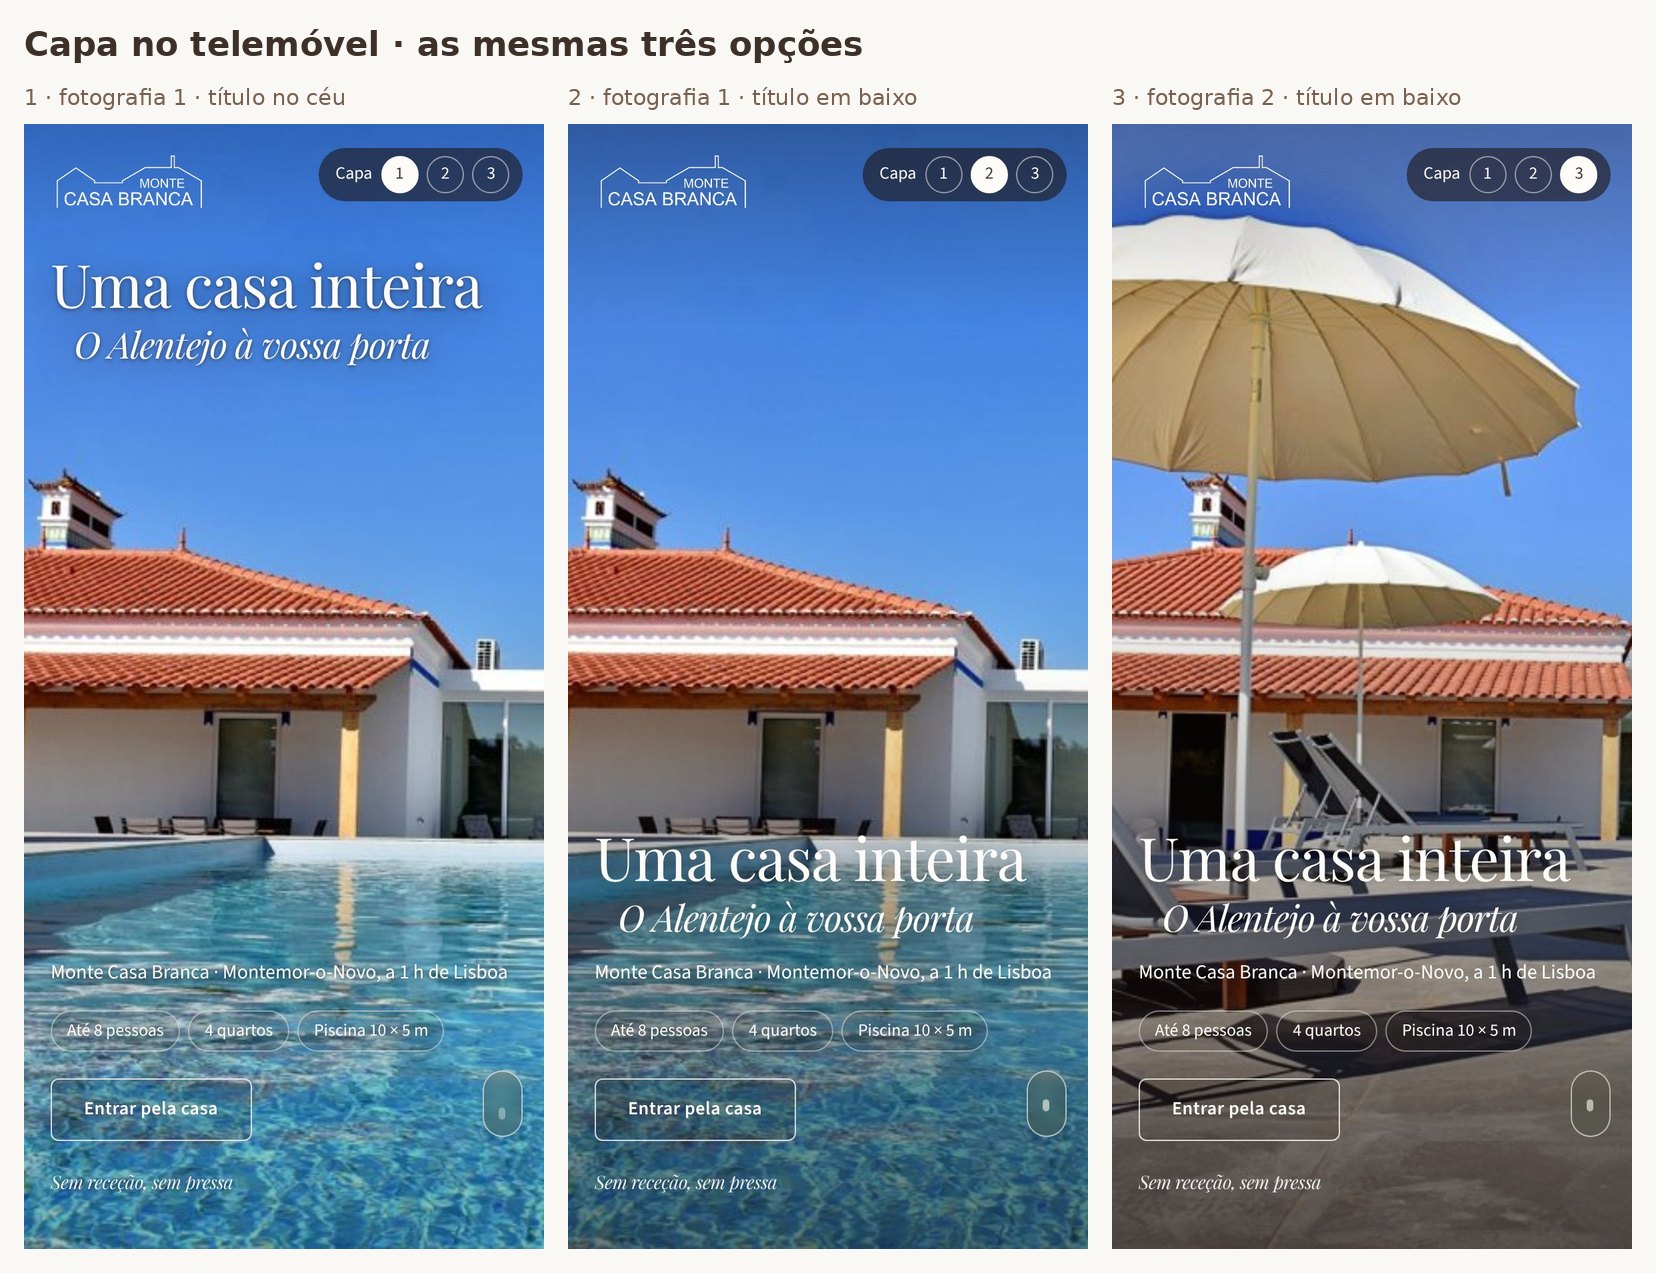 Capa no telemóvel · as mesmas três opções
1 · fotografia 1 · título no céu
MONTE
CASA BRANCA
Capa 1 2 3
Uma casa inteira
O Alentejo à vossa porta
Monte Casa Branca · Montemor-o-Novo, a 1 h de Lisboa
Até 8 pessoas
4 quartos
Piscina 10 × 5 m
Entrar pela casa
Sem receção, sem pressa
2 · fotografia 1 · título em baixo
MONTE
CASA BRANCA
Capa 1 2 3
Uma casa inteira
O Alentejo à vossa porta
Monte Casa Branca · Montemor-o-Novo, a 1 h de Lisboa
Até 8 pessoas
4 quartos
Piscina 10 × 5 m
Entrar pela casa
Sem receção, sem pressa
3 · fotografia 2 · título em baixo
MONTE
CASA BRANCA
Capa 1 2 3
Uma casa inteira
O Alentejo à vossa porta
Monte Casa Branca · Montemor-o-Novo, a 1 h de Lisboa
Até 8 pessoas
4 quartos
Piscina 10 × 5 m
Entrar pela casa
Sem receção, sem pressa